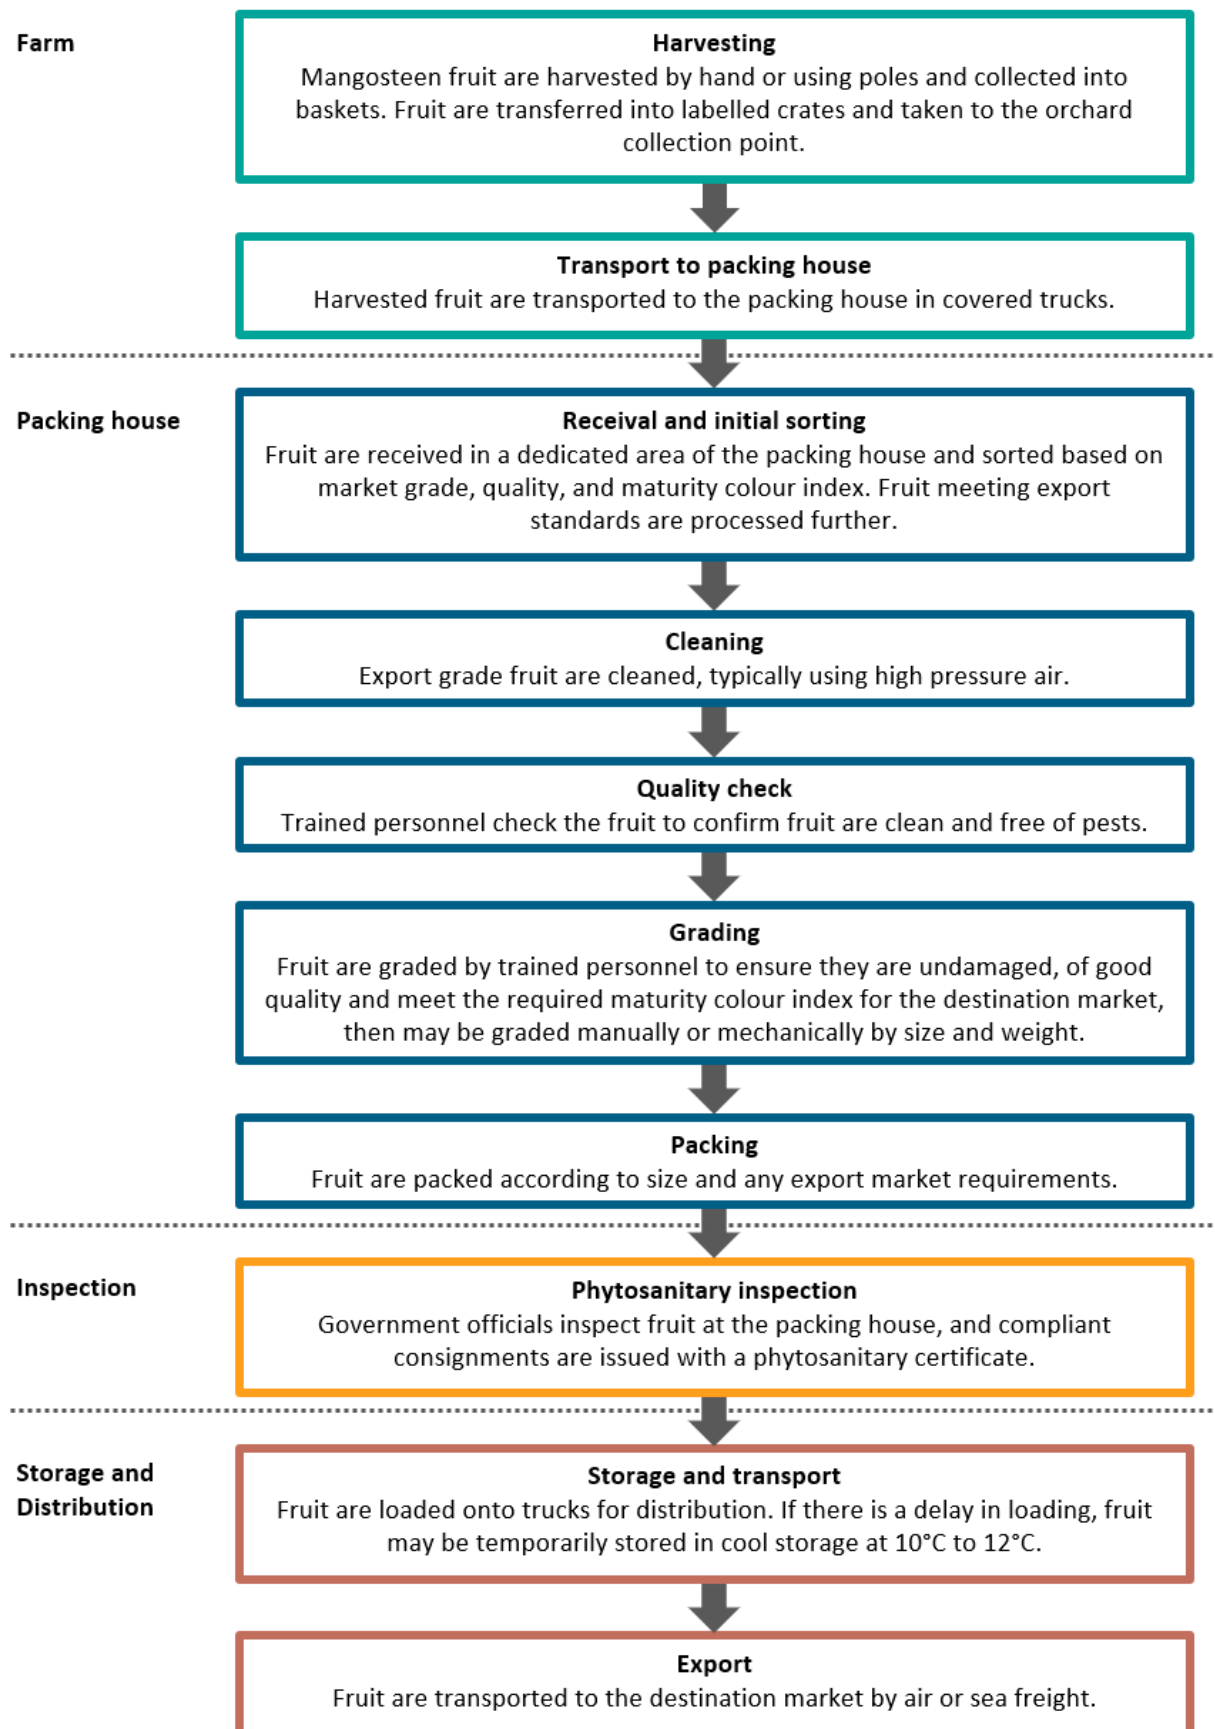 Farm
Harvesting
Mangosteen fruit are harvested by hand or using poles and collected into
baskets. Fruit are transferred into labelled crates and taken to the orchard
collection point.
Transport to packing house
Harvested fruit are transported to the packing house in covered trucks.
Packing house
Receival and initial sorting
Fruit are received in a dedicated area of the packing house and sorted based on
market grade, quality, and maturity colour index. Fruit meeting export
standards are processed further.
Cleaning
Export grade fruit are cleaned, typically using high pressure air.
Quality check
Trained personnel check the fruit to confirm fruit are clean and free of pests.
Grading
Fruit are graded by trained personnel to ensure they are undamaged, of good
quality and meet the required maturity colour index for the destination market,
then may be graded manually or mechanically by size and weight.
Packing
Fruit are packed according to size and any export market requirements.
Inspection
Phytosanitary inspection
Government officials inspect fruit at the packing house, and compliant
consignments are issued with a phytosanitary certificate.
Storage and
Distribution
Storage and transport
Fruit are loaded onto trucks for distribution. If there is a delay in loading, fruit
may be temporarily stored in cool storage at 10°C to 12°C.
Export
Fruit are transported to the destination market by air or sea freight.